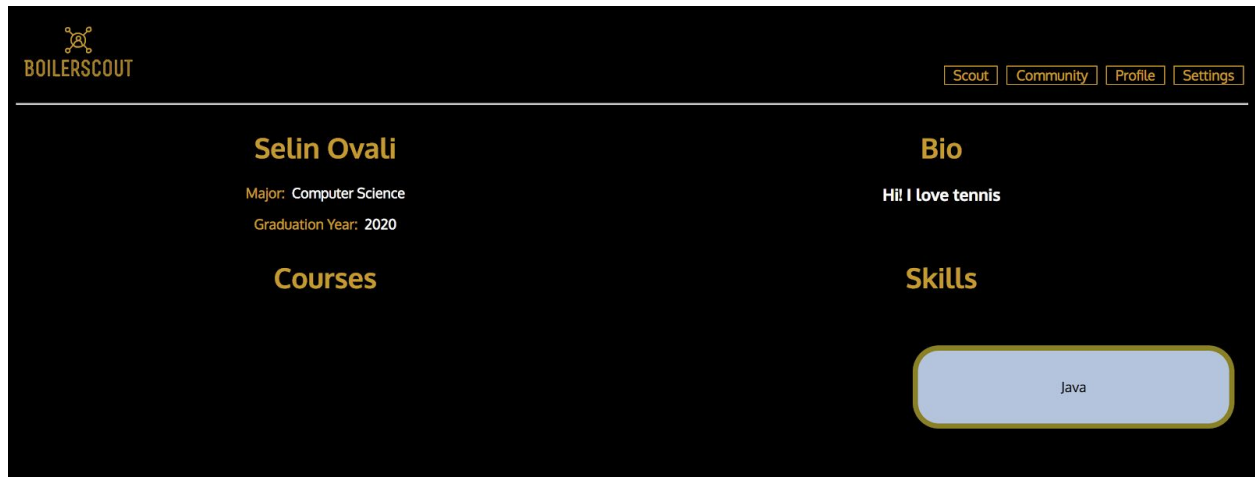 BOILERSCOUT
Scout Community Profile Settings
Selin Ovali
Major: Computer Science
Graduation Year: 2020
Bio
Hi! I love tennis
Courses
Skills
Java